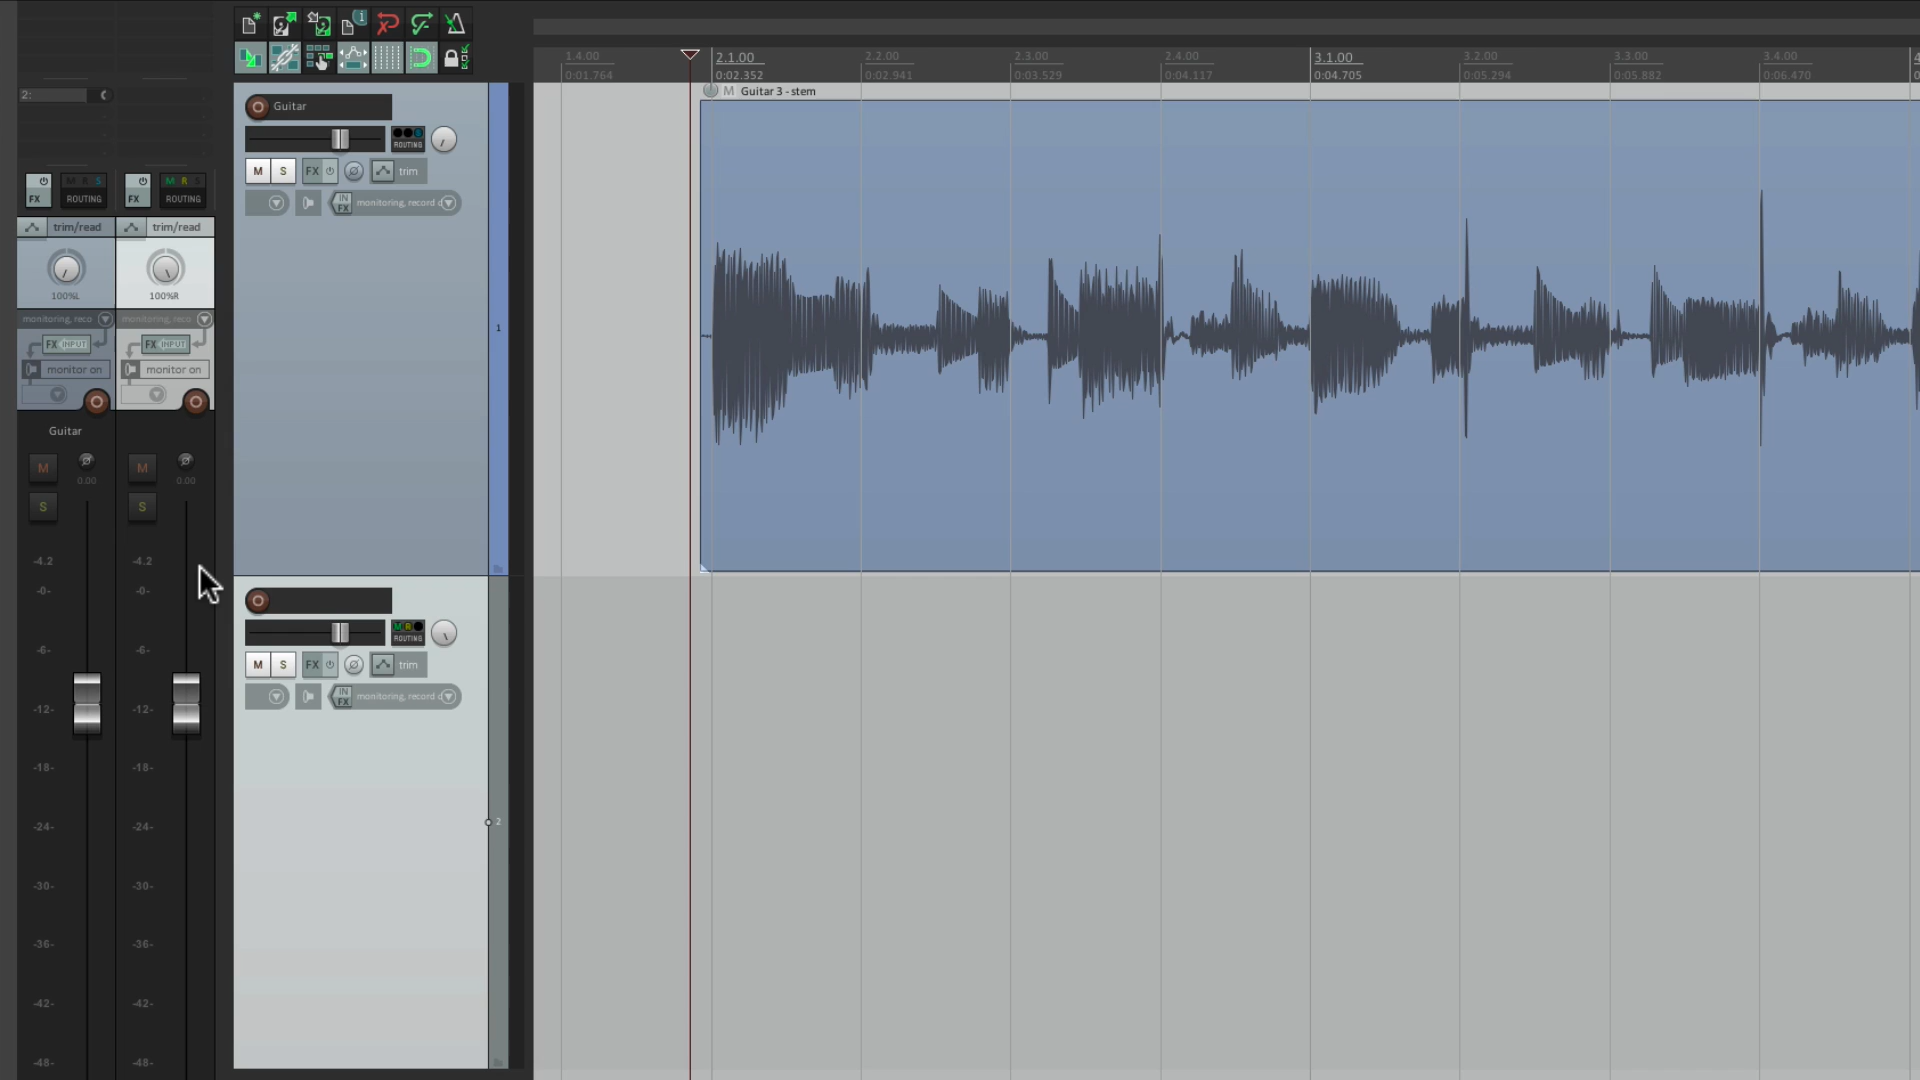 1.4.00 2.1.00 2.2.00 2.3.00 2.4.00 3.1.00 3.2.00 3.3.00 3.4.00 4
0:01.764 0:02.352 0:02.941 0:03.529 0:04.117 0:04.705 0:05.294 0:05.882 0:06.470 0
M Guitar 3 - stem
2:
Guitar
ROUTING
M S FX trim
IN FX monitoring, record d
1
M R S M R S
FX ROUTING FX ROUTING
trim/read trim/read
100%L 100%R
monitoring, reco monitoring, reco
FX INPUT FX INPUT
monitor on monitor on
Guitar
M M
0.00 0.00
S S
-4.2 -4.2
-0- -0-
-6- -6-
-12- -12-
-18- -18-
-24- -24-
-30- -30-
-36- -36-
-42- -42-
-48- -48-
M R
ROUTING
M S FX trim
IN FX monitoring, record d
2